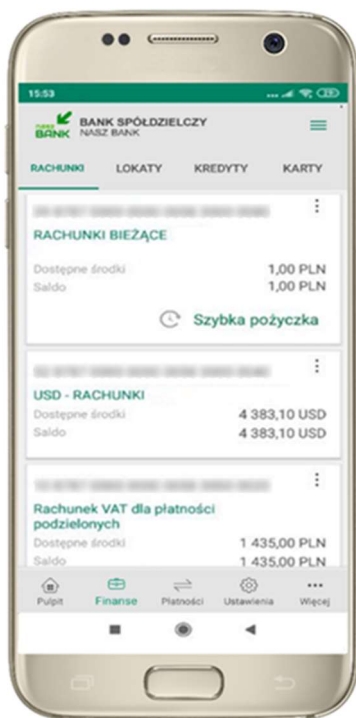 15:53
nasz
BANK
BANK SPÓŁDZIELCZY
NASZ BANK
RACHUNKI LOKATY KREDYTY KARTY
RACHUNKI BIEŻĄCE
Dostępne środki 1,00 PLN
Saldo 1,00 PLN
Szybka pożyczka
USD - RACHUNKI
Dostępne środki 4 383,10 USD
Saldo 4 383,10 USD
Rachunek VAT dla płatności
podzielonych
Dostępne środki 1 435,00 PLN
Saldo 1 435,00 PLN
Pulpit Finanse Płatności Ustawienia Więcej